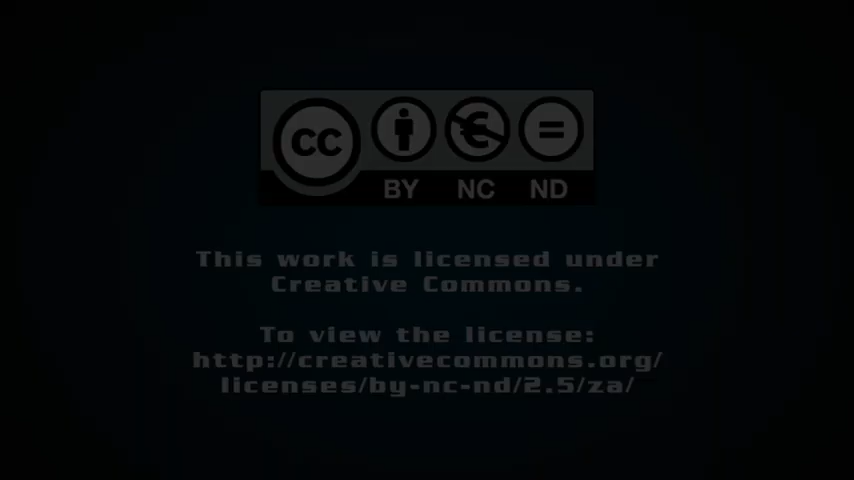 CC
BY NC ND
This work is licensed under
Creative Commons.
To view the license:
http://creativecommons.org/
licenses/by-nc-nd/2.5/za/